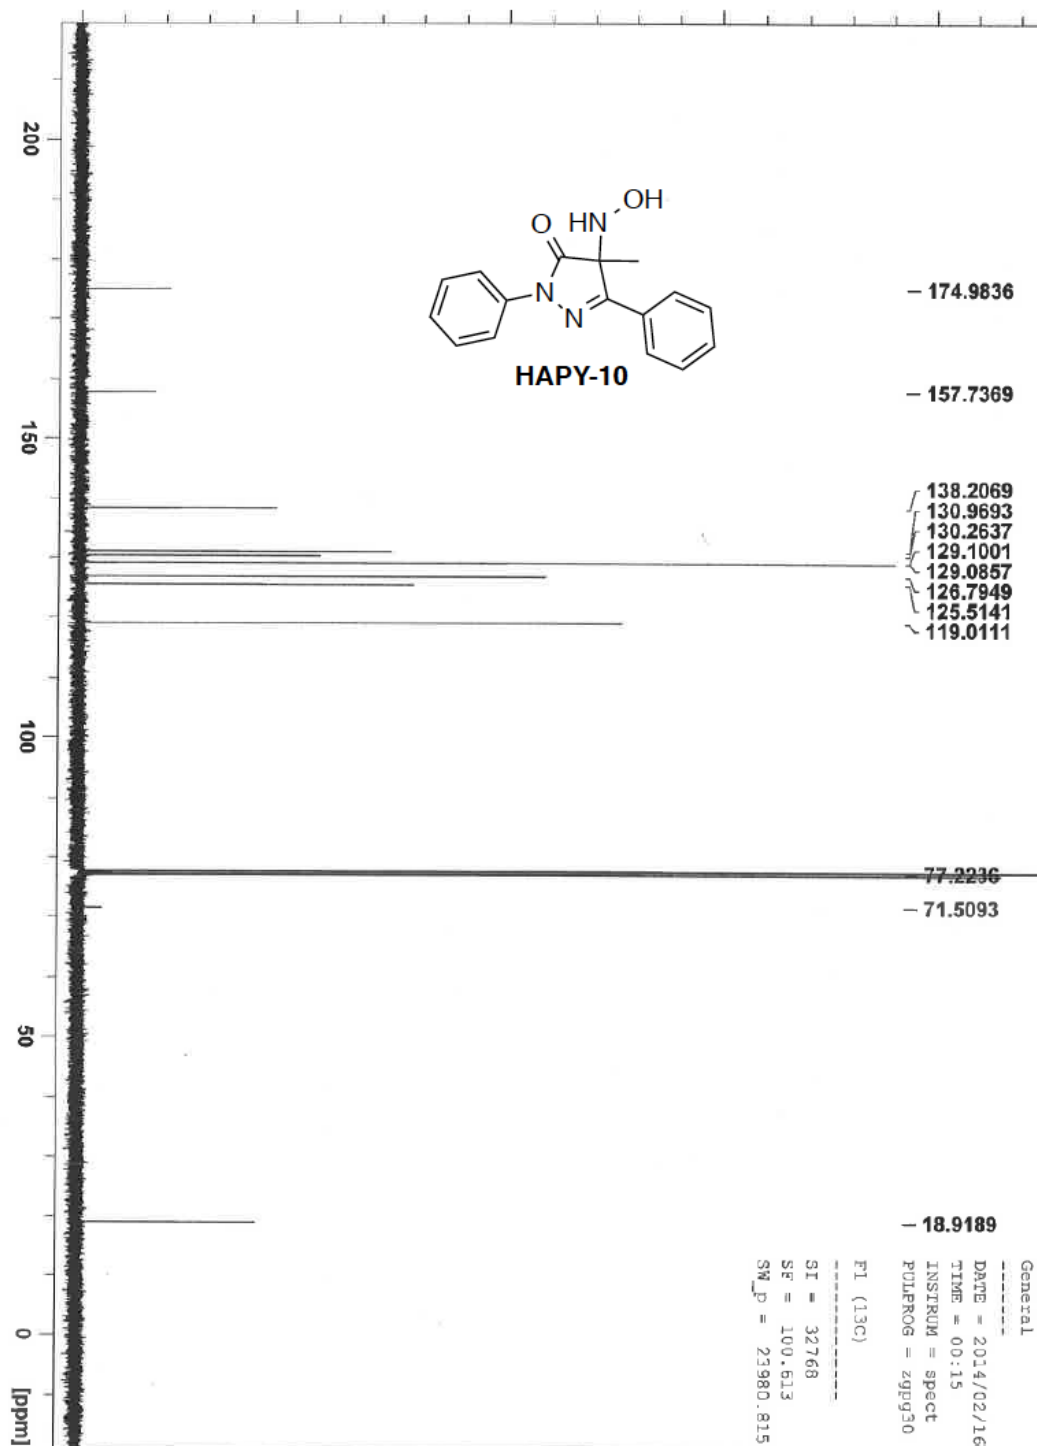 200
150
100
50
0
[ppm]
O
HN
OH
N
N
HAPY-10
174.9836
157.7369
138.2069
130.9693
130.2637
129.1001
129.0857
126.7949
125.5141
119.0111
77.2236
71.5093
18.9189
General
--------
DATE = 2014/02/16
TIME = 00:15
INSTRUM = spect
PULPROG = zgpg30
F1 (13C)
------------
SI = 32768
SF = 100.613
SW_p = 23980.815